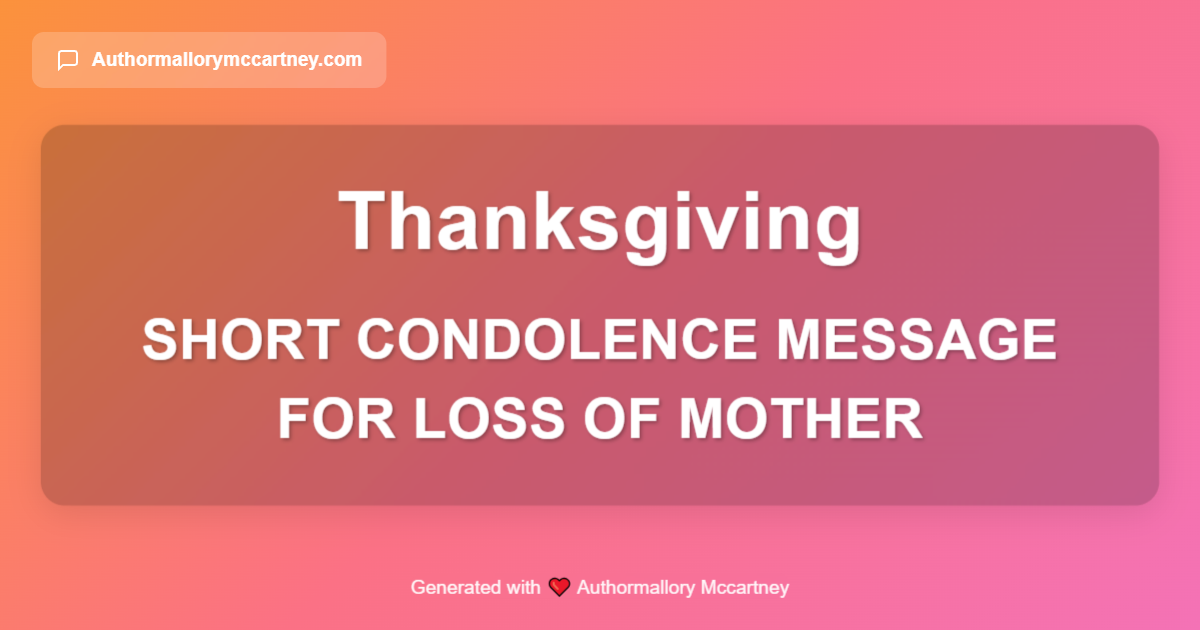 Authormallorymccartney.com
Thanksgiving
SHORT CONDOLENCE MESSAGE
FOR LOSS OF MOTHER
Generated with ❤️ Authormallory Mccartney